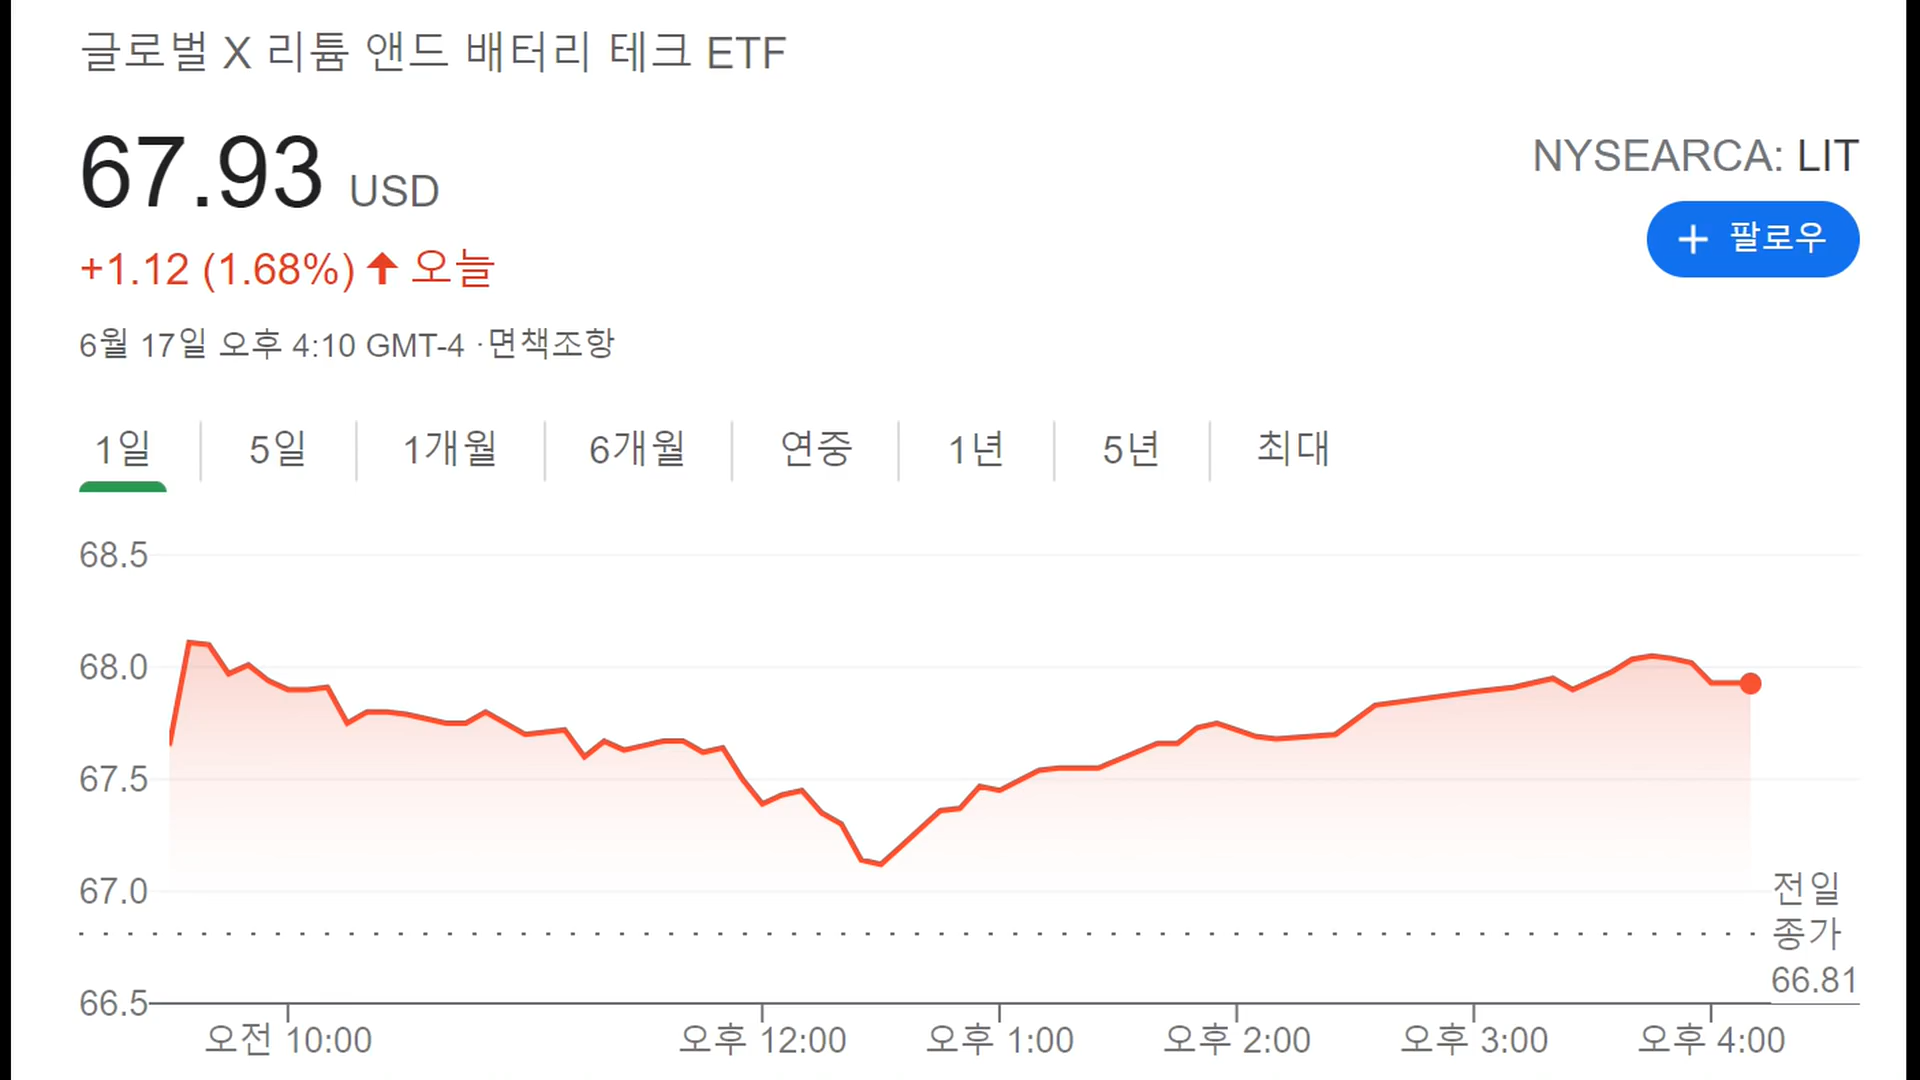 글로벌 X 리튬 앤드 배터리 테크 ETF
67.93 USD
NYSEARCA: LIT
+ 팔로우
+1.12 (1.68%) ↑ 오늘
6월 17일 오후 4:10 GMT-4 ·면책조항
1일 5일 1개월 6개월 연중 1년 5년 최대
68.5
68.0
67.5
67.0
전일
종가
66.81
66.5
오전 10:00 오후 12:00 오후 1:00 오후 2:00 오후 3:00 오후 4:00